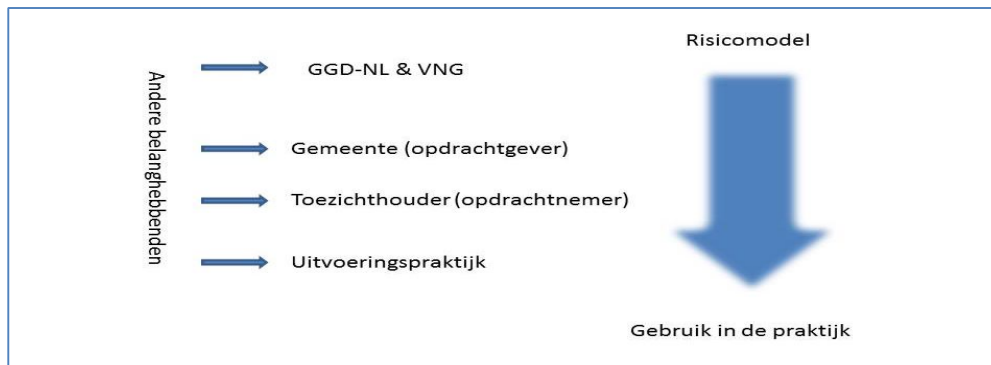 Andere belanghebbenden
GGD-NL & VNG
Gemeente (opdrachtgever)
Toezichthouder (opdrachtnemer)
Uitvoeringspraktijk
Risicomodel
Gebruik in de praktijk